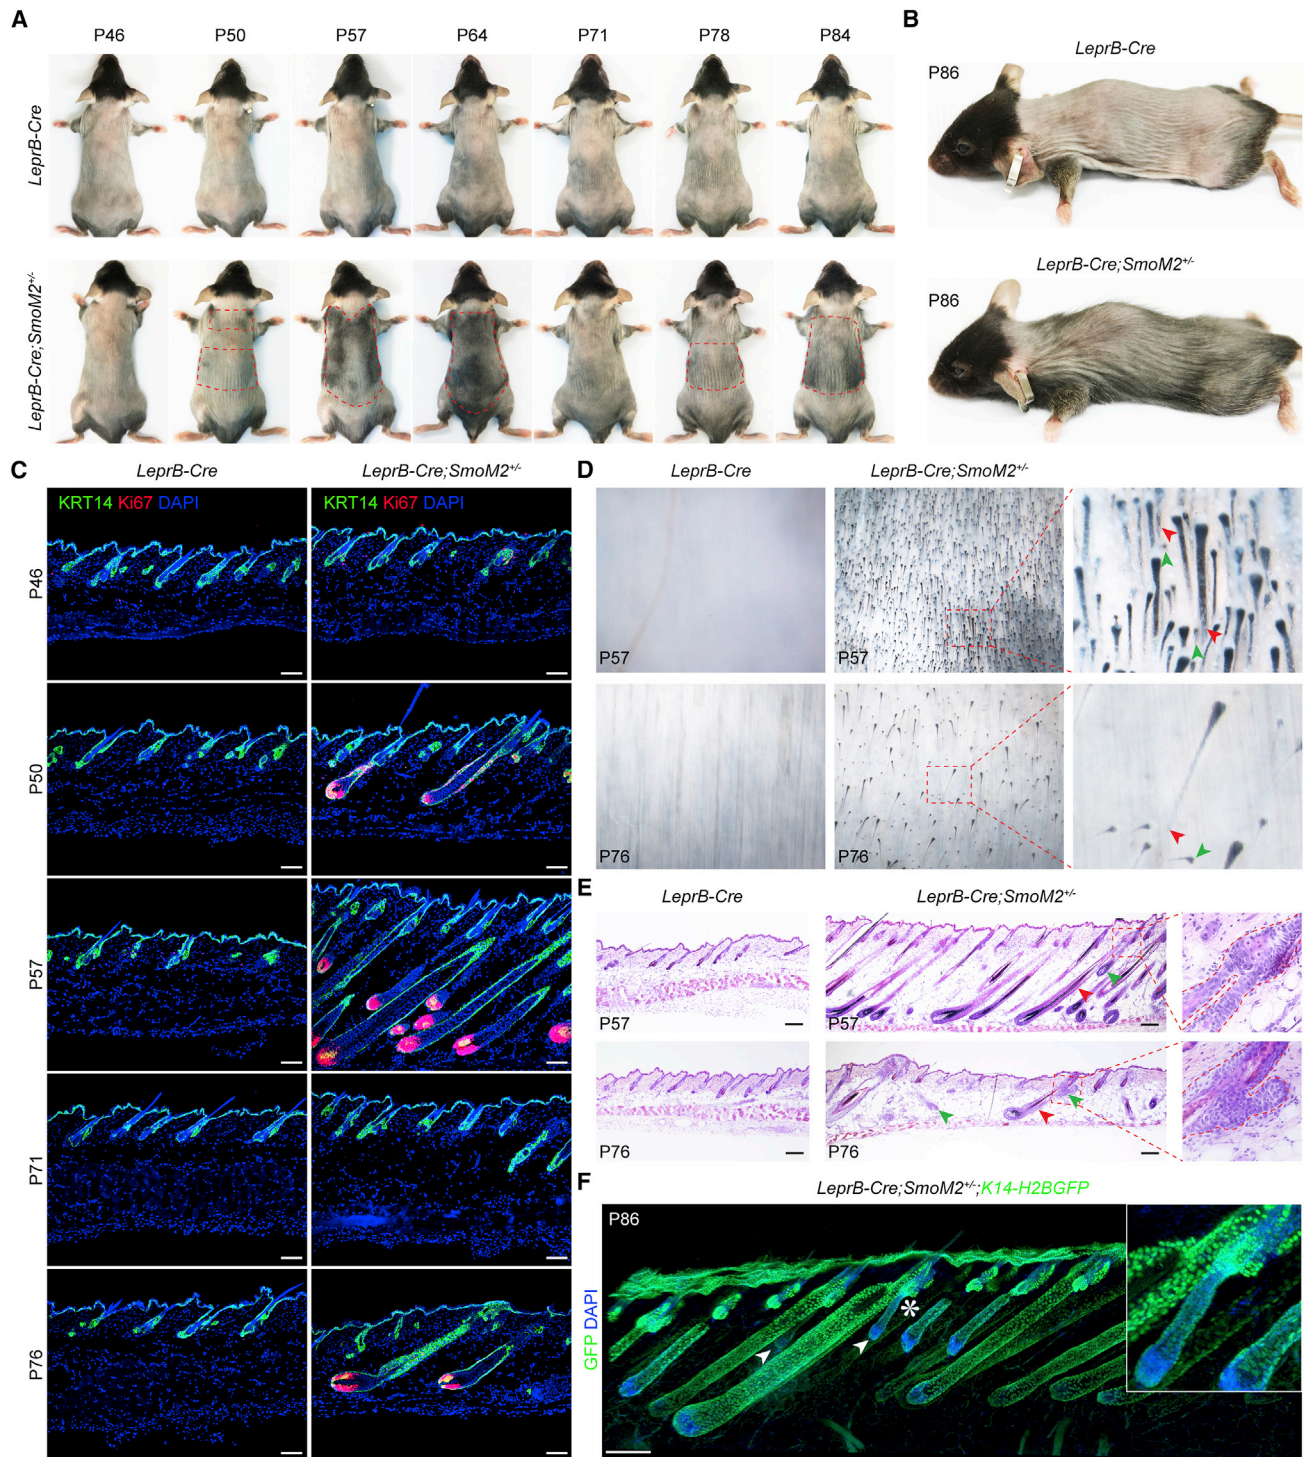 A
P46 P50 P57 P64 P71 P78 P84
LeprB-Cre
LeprB-Cre;SmoM2+/-
B
LeprB-Cre
P86
LeprB-Cre;SmoM2+/-
P86
C
LeprB-Cre LeprB-Cre;SmoM2+/-
KRT14 Ki67 DAPI KRT14 Ki67 DAPI
P46
P50
P57
P71
P76
D
LeprB-Cre LeprB-Cre;SmoM2+/-
P57 P57
P76 P76
E
LeprB-Cre LeprB-Cre;SmoM2+/-
P57 P57
P76 P76
F
LeprB-Cre;SmoM2+/-;K14-H2BGFP
P86
GFP DAPI
*